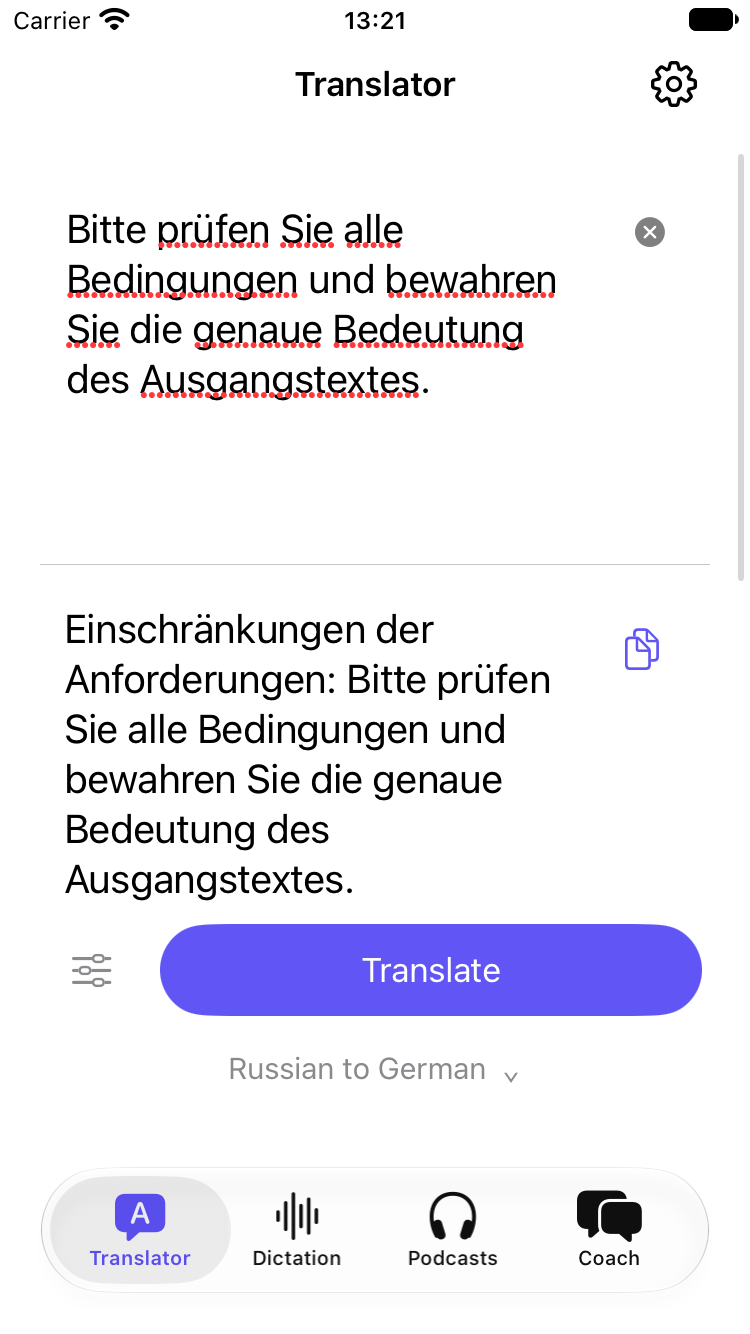 Carrier
13:21
Translator
Bitte prüfen Sie alle
Bedingungen und bewahren
Sie die genaue Bedeutung
des Ausgangstextes.
Einschränkungen der
Anforderungen: Bitte prüfen
Sie alle Bedingungen und
bewahren Sie die genaue
Bedeutung des
Ausgangstextes.
Translate
Russian to German
A
Translator
Dictation
Podcasts
Coach